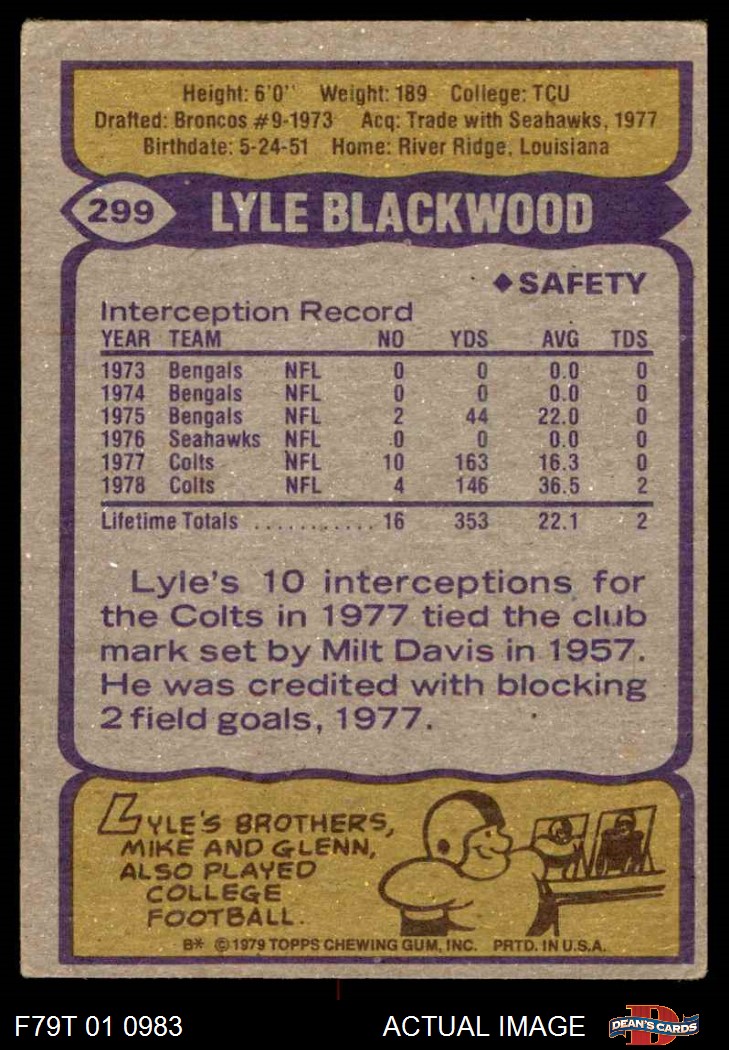 Height: 6'0" Weight: 189 College: TCU
Drafted: Broncos #9-1973 Acq: Trade with Seahawks, 1977
Birthdate: 5-24-51 Home: River Ridge, Louisiana
299 LYLE BLACKWOOD
◆SAFETY
Interception Record
YEAR TEAM NO YDS AVG TDS
1973 Bengals NFL 0 0 0.0 0
1974 Bengals NFL 0 0 0.0 0
1975 Bengals NFL 2 44 22.0 0
1976 Seahawks NFL 0 0 0.0 0
1977 Colts NFL 10 163 16.3 0
1978 Colts NFL 4 146 36.5 2
Lifetime Totals ............ 16 353 22.1 2
Lyle's 10 interceptions for
the Colts in 1977 tied the club
mark set by Milt Davis in 1957.
He was credited with blocking
2 field goals, 1977.
LYLE'S BROTHERS,
MIKE AND GLENN,
ALSO PLAYED
COLLEGE
FOOTBALL.
B* © 1979 TOPPS CHEWING GUM, INC. PRTD. IN U.S.A.
F79T 01 0983 ACTUAL IMAGE DEAN'S CARDS